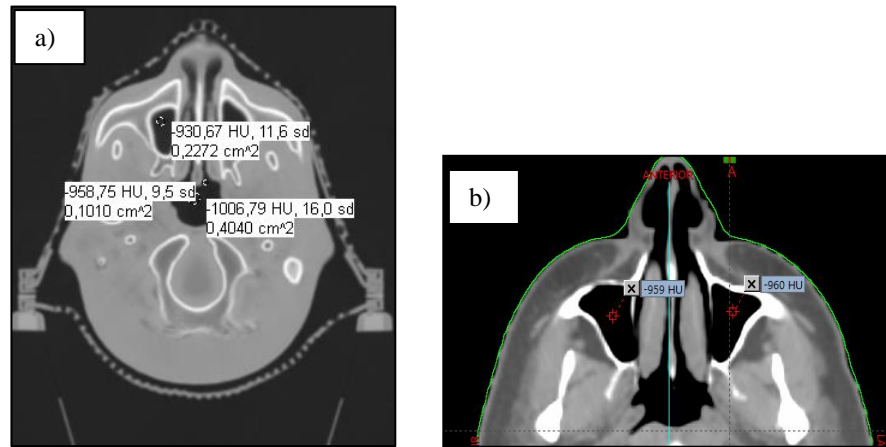 a)
-930,67 HU, 11,6 sd
0,2272 cm^2
-958,75 HU, 9,5 sd
0,1010 cm^2
-1006,79 HU, 16,0 sd
0,4040 cm^2
b)
A
ANTERIOR
-959 HU
-960 HU
R